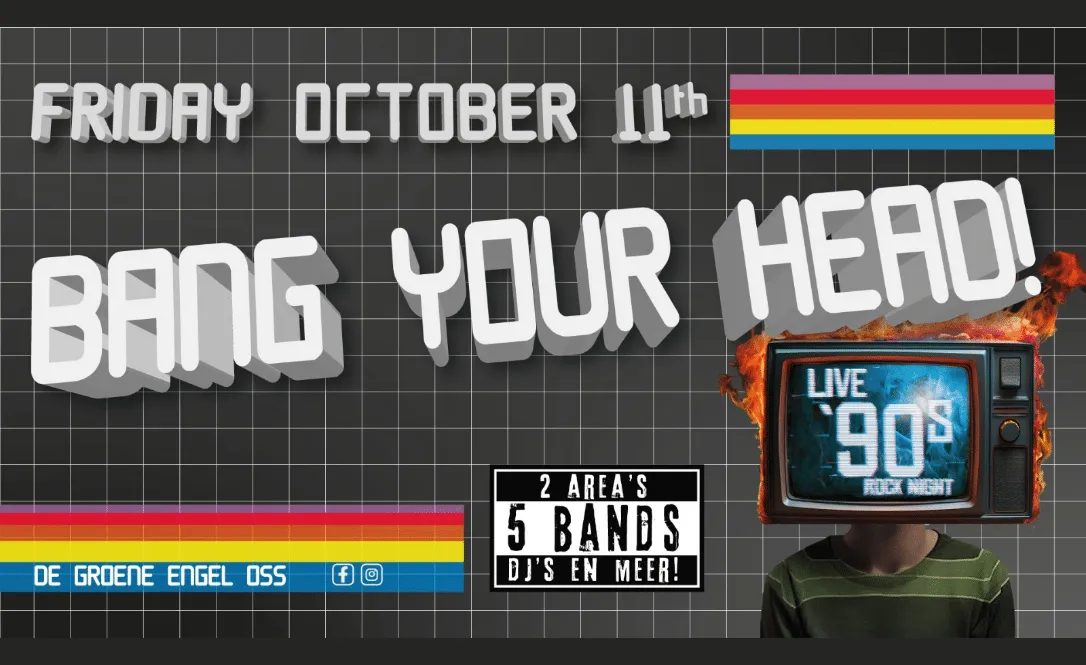 FRIDAY OCTOBER 11th
BANG YOUR HEAD!
LIVE
'90's
ROCK NIGHT
2 AREA'S
5 BANDS
DJ'S EN MEER!
DE GROENE ENGEL OSS